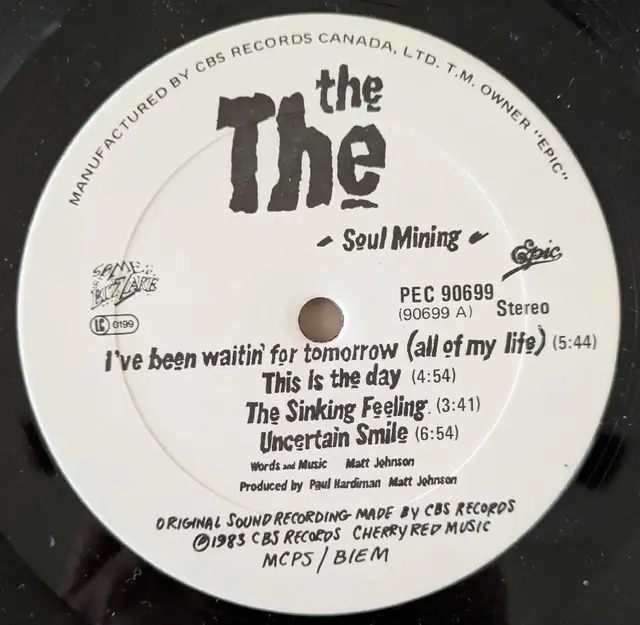 MANUFACTURED BY CBS RECORDS CANADA, LTD. T.M. OWNER "EPIC"
the
The
Soul Mining
SOME
BIZZARE
Epic
LC 0199
PEC 90699
(90699 A)
Stereo
I've been waitin' for tomorrow (all of my life) (5:44)
This is the day (4:54)
The Sinking Feeling. (3:41)
Uncertain Smile (6:54)
Words and Music Matt Johnson
Produced by Paul Hardiman Matt Johnson
ORIGINAL SOUND RECORDING MADE BY CBS RECORDS
℗1983 CBS RECORDS CHERRY RED MUSIC
MCPS/BIEM